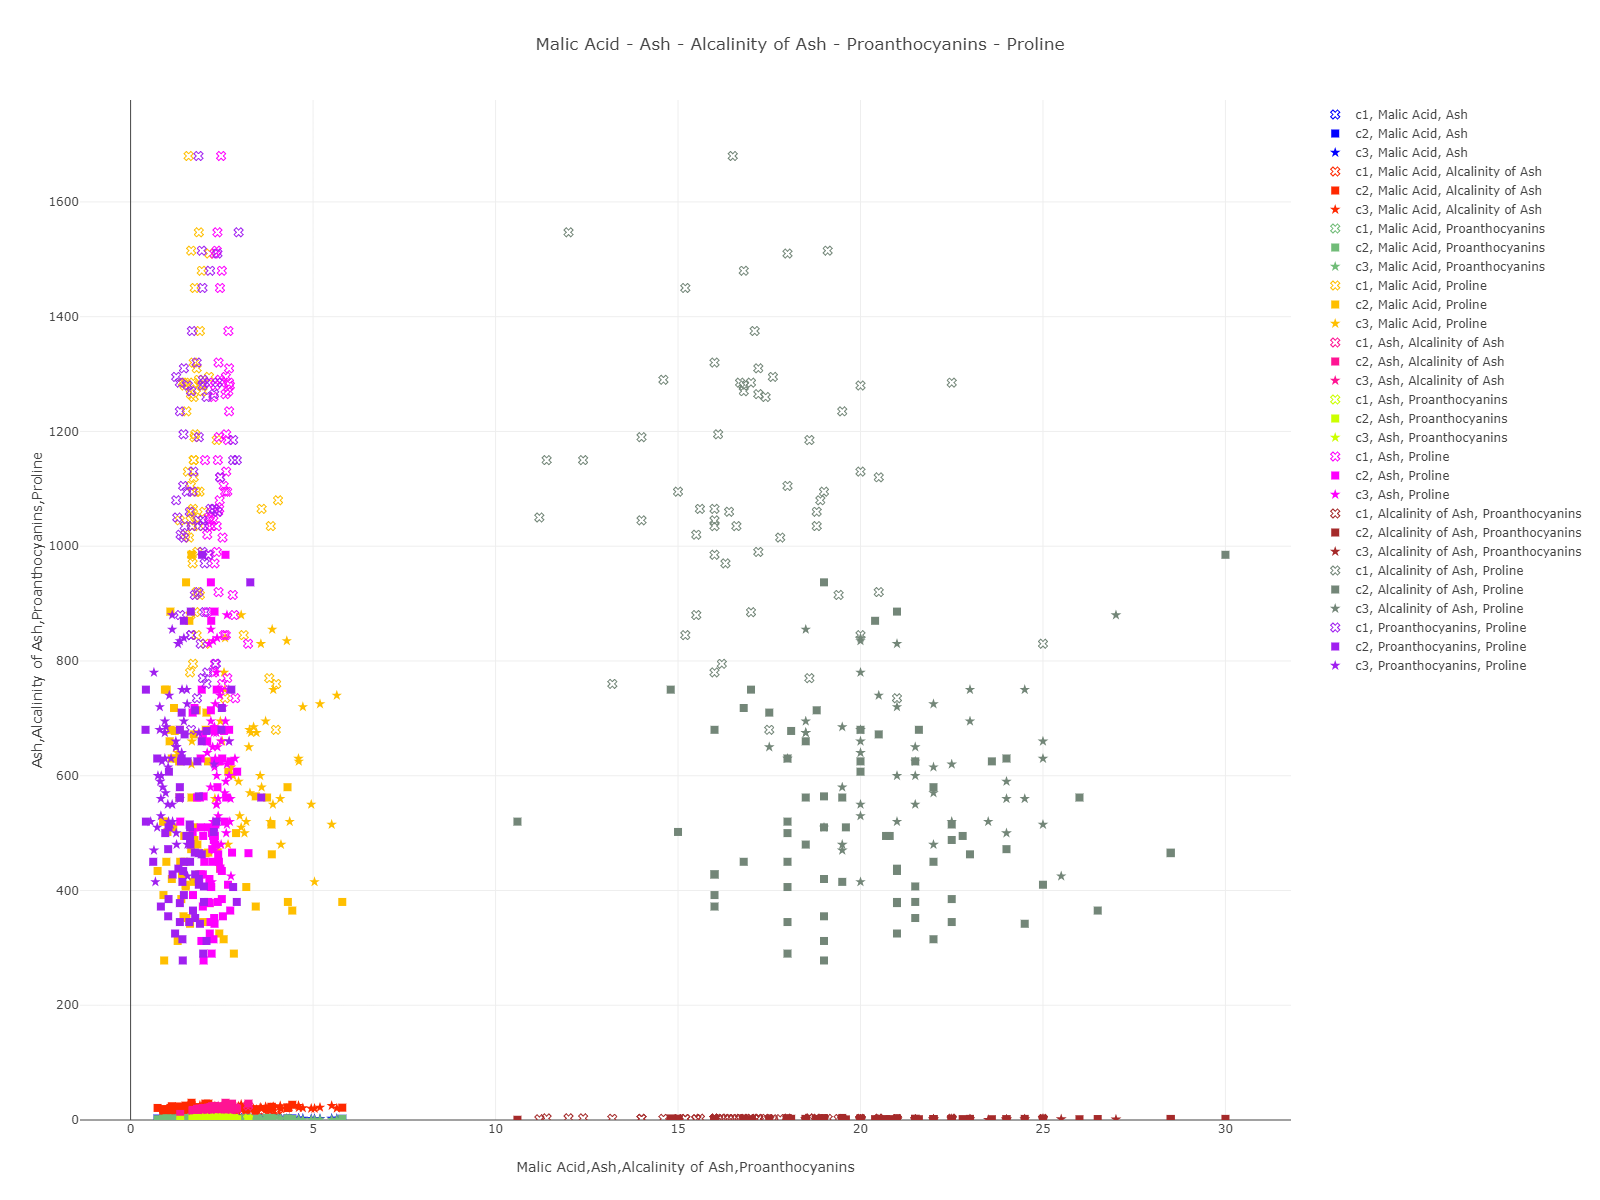 Malic Acid - Ash - Alcalinity of Ash - Proanthocyanins - Proline
c1, Malic Acid, Ash
c2, Malic Acid, Ash
c3, Malic Acid, Ash
c1, Malic Acid, Alcalinity of Ash
c2, Malic Acid, Alcalinity of Ash
c3, Malic Acid, Alcalinity of Ash
c1, Malic Acid, Proanthocyanins
c2, Malic Acid, Proanthocyanins
c3, Malic Acid, Proanthocyanins
c1, Malic Acid, Proline
c2, Malic Acid, Proline
c3, Malic Acid, Proline
c1, Ash, Alcalinity of Ash
c2, Ash, Alcalinity of Ash
c3, Ash, Alcalinity of Ash
c1, Ash, Proanthocyanins
c2, Ash, Proanthocyanins
c3, Ash, Proanthocyanins
c1, Ash, Proline
c2, Ash, Proline
c3, Ash, Proline
c1, Alcalinity of Ash, Proanthocyanins
c2, Alcalinity of Ash, Proanthocyanins
c3, Alcalinity of Ash, Proanthocyanins
c1, Alcalinity of Ash, Proline
c2, Alcalinity of Ash, Proline
c3, Alcalinity of Ash, Proline
c1, Proanthocyanins, Proline
c2, Proanthocyanins, Proline
c3, Proanthocyanins, Proline
Ash,Alcalinity of Ash,Proanthocyanins,Proline
1600
1400
1200
1000
800
600
400
200
0
0 5 10 15 20 25 30
Malic Acid,Ash,Alcalinity of Ash,Proanthocyanins